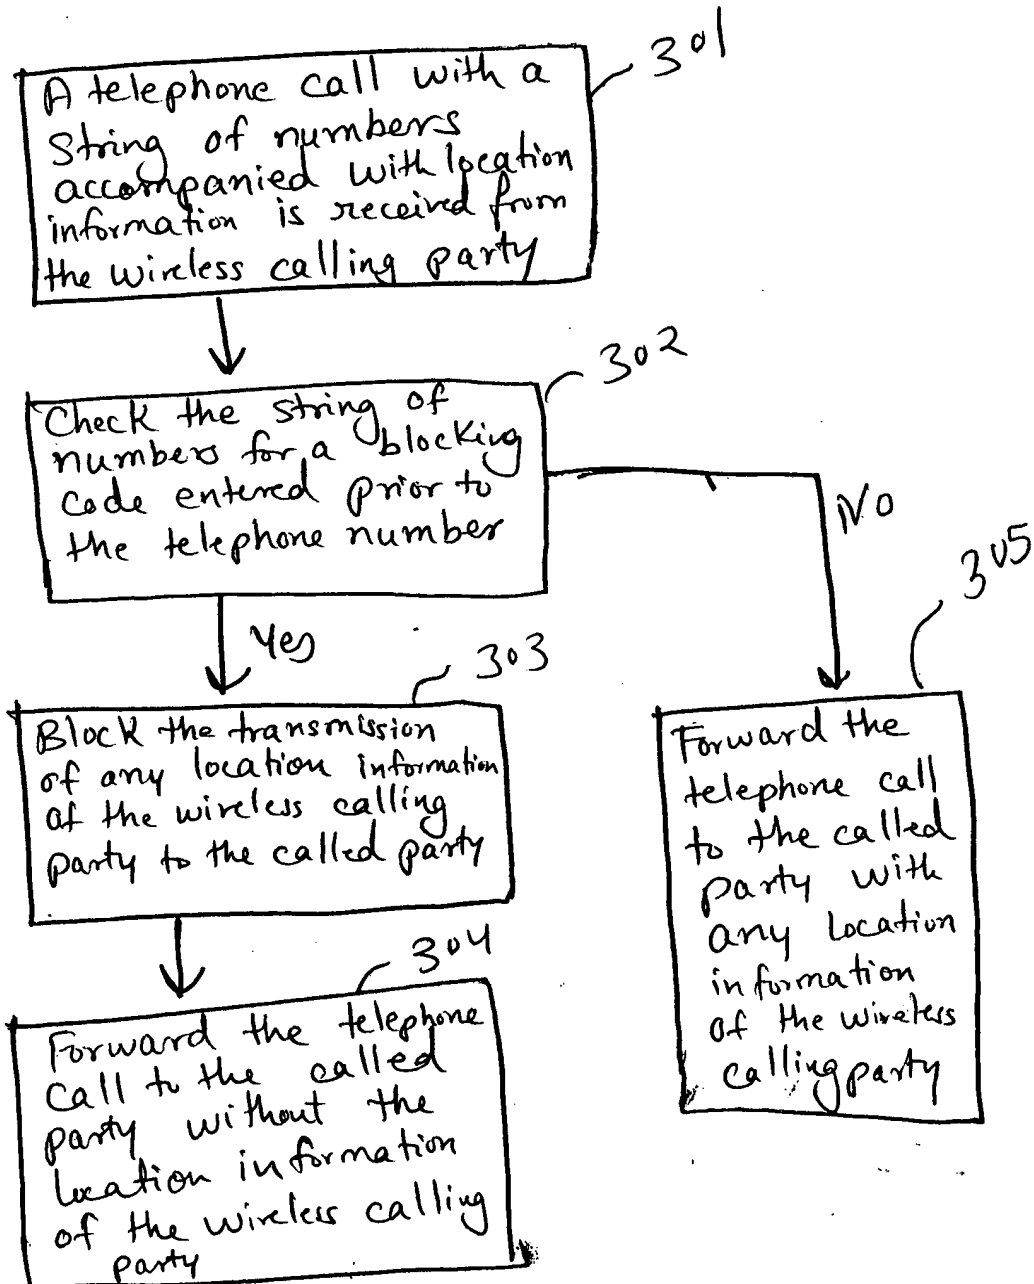 301
A telephone call with a
String of numbers
accompanied with location
information is received from
the wireless calling party
302
Check the string of
numbers for a blocking
code entered prior to
the telephone number
NO
Yes
303
305
Block the transmission
of any location information
of the wireless calling
party to the called party
Forward the
telephone call
to the called
party with
any location
information
of the wireless
calling party
304
Forward the telephone
call to the called
party without the
location information
of the wireless calling
party